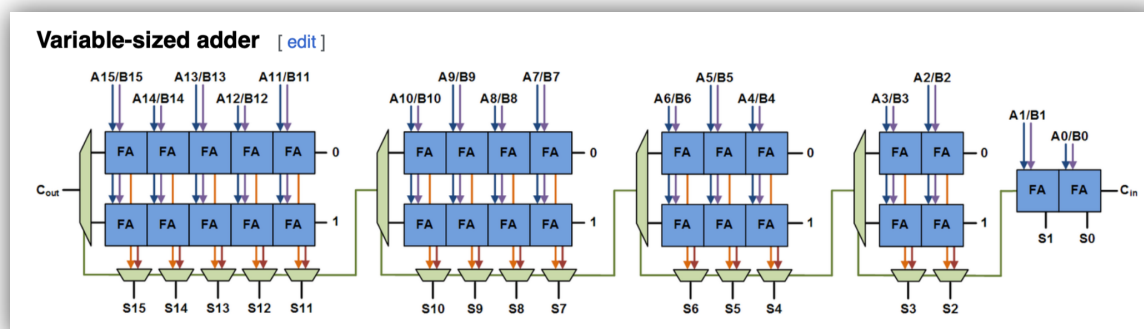 Variable-sized adder [ edit ]
A15/B15 A13/B13 A11/B11 A9/B9 A7/B7 A5/B5 A2/B2
A14/B14 A12/B12 A10/B10 A8/B8 A6/B6 A4/B4 A3/B3
A1/B1
A0/B0
FA FA FA FA FA 0 FA FA FA FA 0 FA FA FA 0 FA FA 0
Cout FA FA Cin
FA FA FA FA FA 1 FA FA FA FA 1 FA FA FA 1 FA FA 1
S1 S0
S15 S14 S13 S12 S11 S10 S9 S8 S7 S6 S5 S4 S3 S2